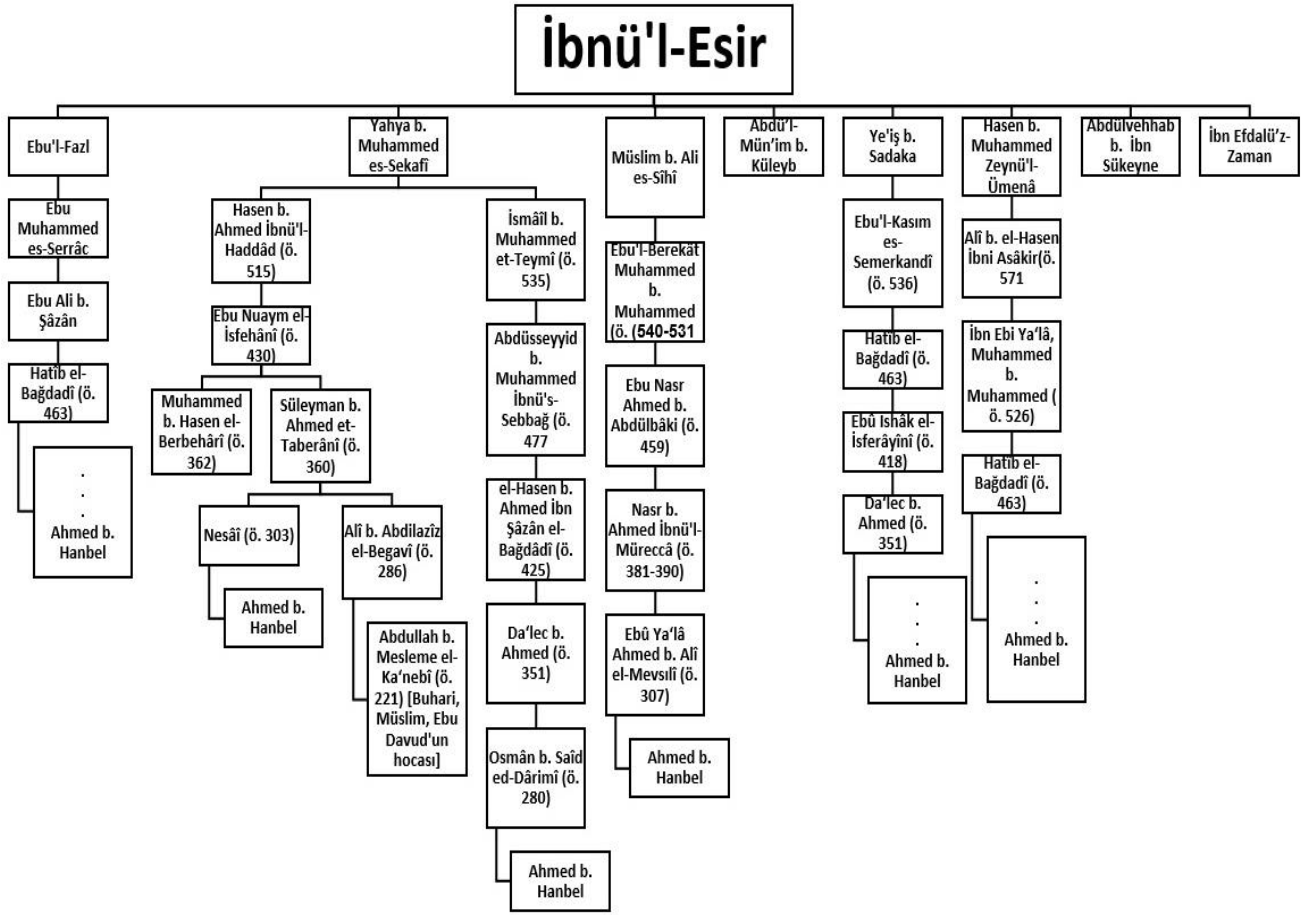 İbnü'l-Esir
Ebu'l-Fazl
Ebu
Muhammed
es-Serrâc
Ebu Ali b.
Şâzân
Hatîb el-
Bağdadî (ö.
463)
.
.
.
Ahmed b.
Hanbel
Yahya b.
Muhammed
es-Sekafî
Hasen b.
Ahmed İbnü'l-
Haddâd (ö.
515)
Ebu Nuaym el-
İsfehânî (ö.
430)
Muhammed
b. Hasen el-
Berbehârî (ö.
362)
Süleyman b.
Ahmed et-
Taberânî (ö.
360)
Nesâî (ö. 303)
Ahmed b.
Hanbel
Alî b. Abdilazîz
el-Begavî (ö.
286)
Abdullah b.
Mesleme el-
Ka‘nebî (ö.
221) [Buhari,
Müslim, Ebu
Davud'un
hocası]
İsmâîl b.
Muhammed
et-Teymî (ö.
535)
Abdüsseyyid
b.
Muhammed
İbnü's-
Sebbağ (ö.
477
el-Hasen b.
Ahmed İbn
Şâzân el-
Bağdâdî (ö.
425)
Da‘lec b.
Ahmed (ö.
351)
Osmân b. Saîd
ed-Dârimî (ö.
280)
Ahmed b.
Hanbel
Müslim b. Ali
es-Sîhî
Ebu'l-Berekât
Muhammed
b.
Muhammed
(ö. (540-531
Ebu Nasr
Ahmed b.
Abdülbâki (ö.
459)
Nasr b.
Ahmed İbnü'l-
Müreccâ (ö.
381-390)
Ebû Ya‘lâ
Ahmed b. Alî
el-Mevsılî (ö.
307)
Ahmed b.
Hanbel
Abdü’l-
Mün’im b.
Küleyb
Ye'iş b.
Sadaka
Ebu'l-Kasım
es-
Semerkandî
(ö. 536)
Hatîb el-
Bağdadî (ö.
463)
Ebû İshâk el-
İsferâyînî (ö.
418)
Da‘lec b.
Ahmed (ö.
351)
.
.
.
Ahmed b.
Hanbel
Hasen b.
Muhammed
Zeynü'l-
Ümenâ
Alî b. el-Hasen
İbni Asâkir(ö.
571
İbn Ebi Ya‘lâ,
Muhammed
b.
Muhammed (
ö. 526)
Hatîb el-
Bağdadî (ö.
463)
.
.
.
Ahmed b.
Hanbel
Abdülvehhab
b. İbn
Sükeyne
İbn Efdalü’z-
Zaman